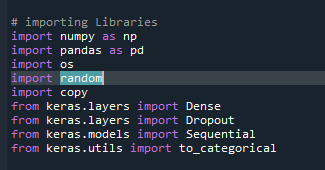 # importing Libraries
import numpy as np
import pandas as pd
import os
import random
import copy
from keras.layers import Dense
from keras.layers import Dropout
from keras.models import Sequential
from keras.utils import to_categorical